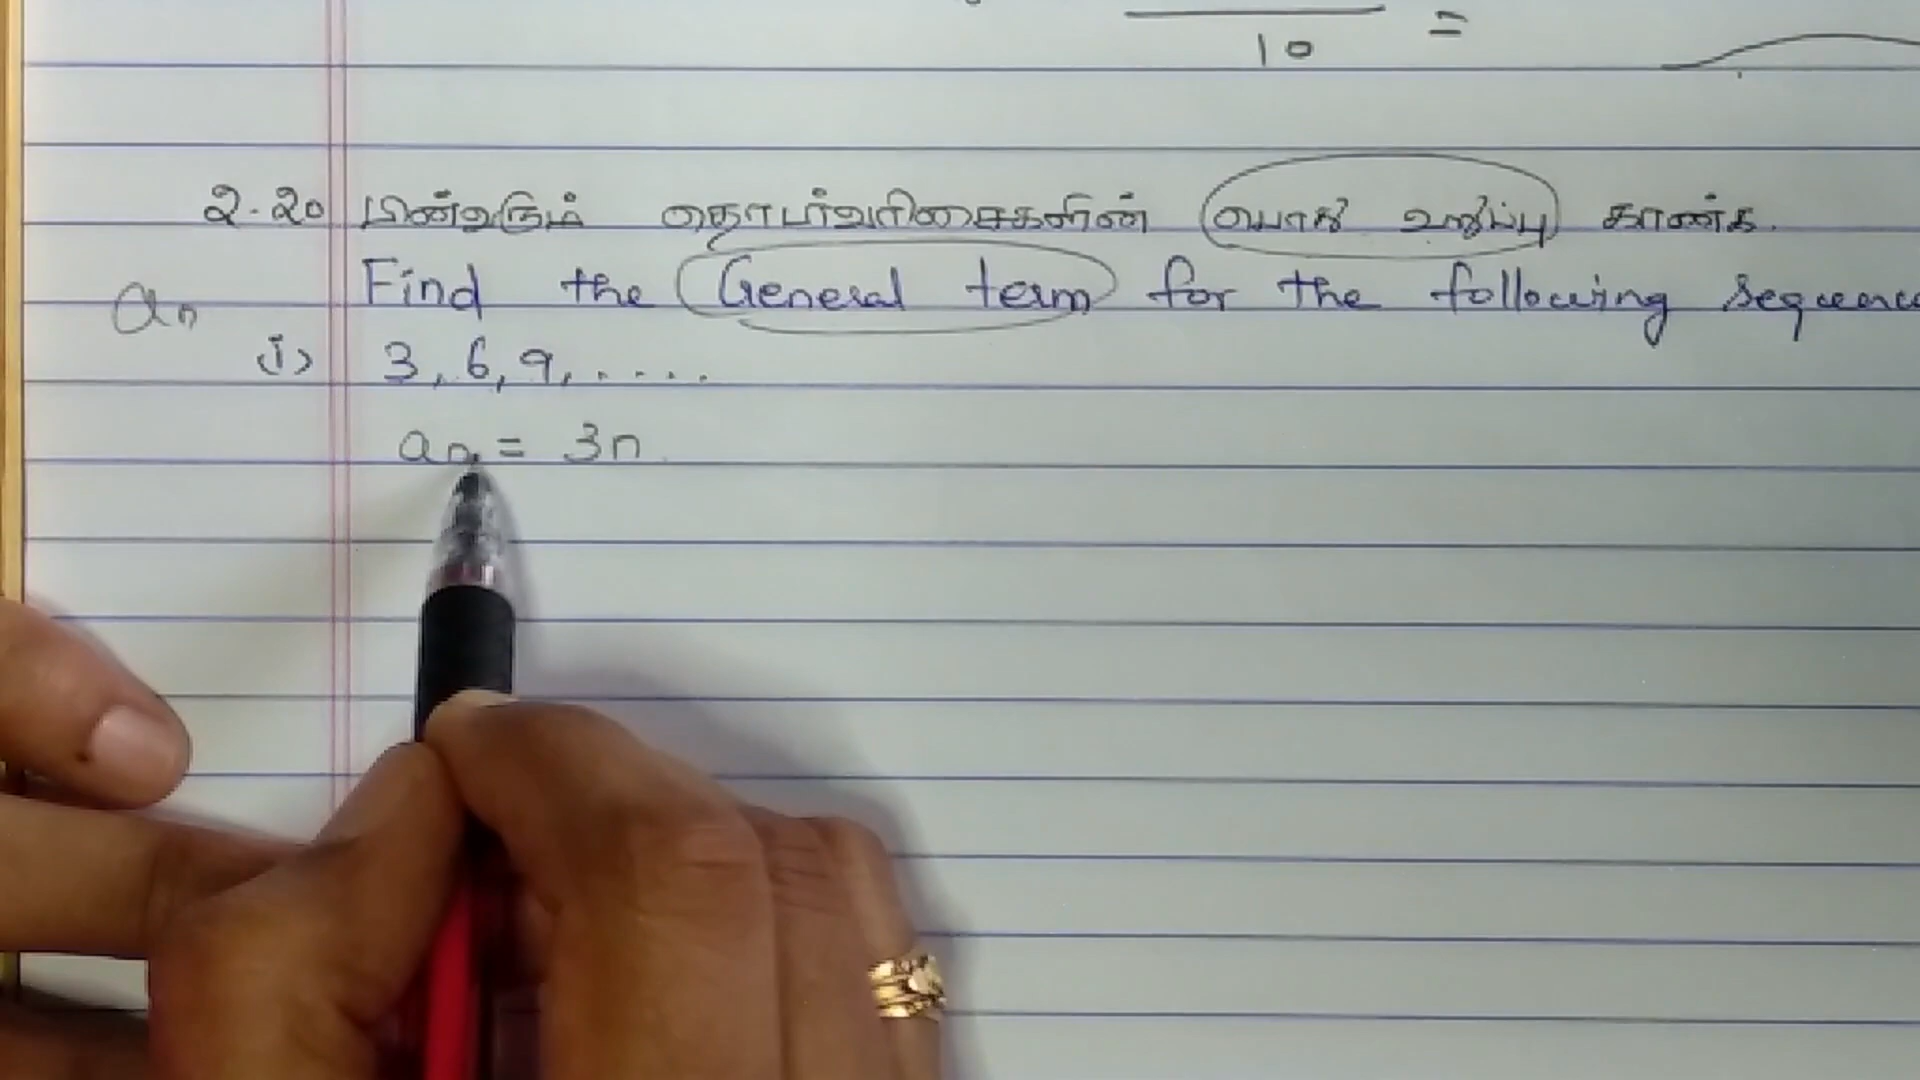 10 =
2.20 பின்வரும் தொடர்வரிசைகளின் பொது உறுப்பு காண்க.
Find the General term for the following sequenc
an
(i) 3, 6, 9, .....
an = 3n